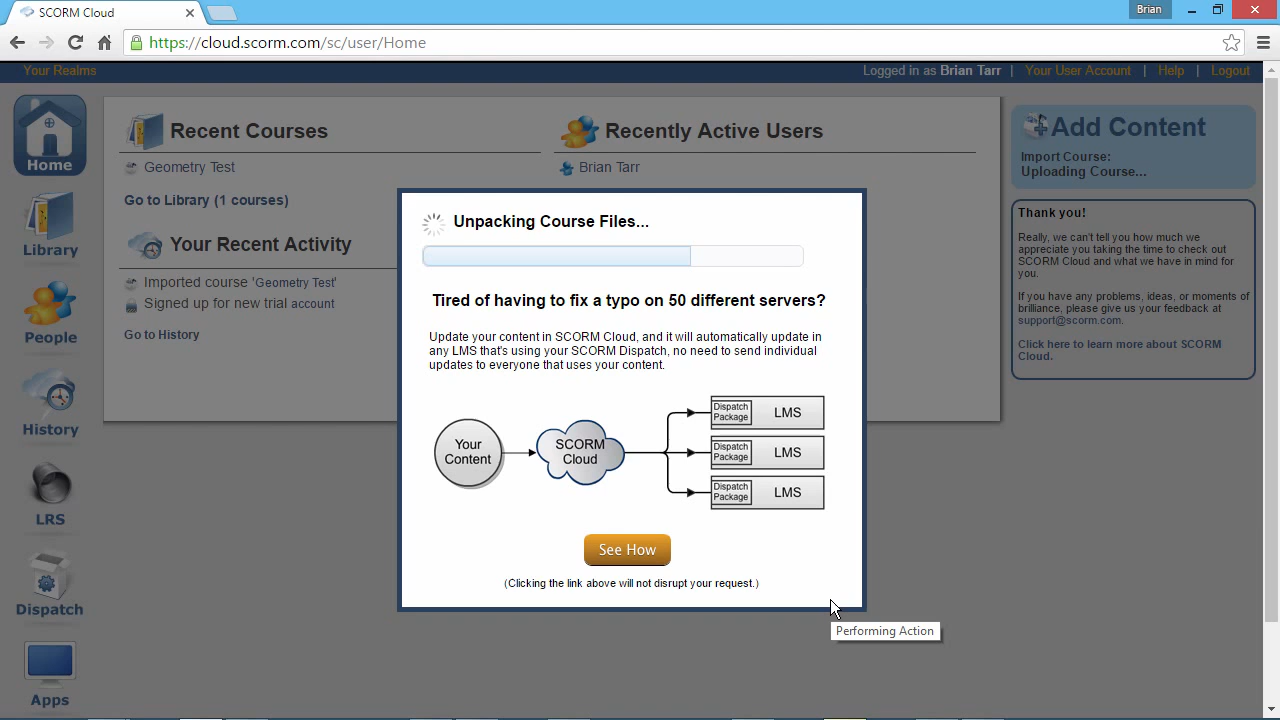 SCORM Cloud
Brian
https://cloud.scorm.com/sc/user/Home
Your Realms
Logged in as Brian Tarr | Your User Account | Help | Logout
Home
Library
People
History
LRS
Dispatch
Apps
Recent Courses
Geometry Test
Go to Library (1 courses)
Your Recent Activity
Imported course 'Geometry Test'
Signed up for new trial account
Go to History
Recently Active Users
Brian Tarr
Unpacking Course Files...
Tired of having to fix a typo on 50 different servers?
Update your content in SCORM Cloud, and it will automatically update in
any LMS that's using your SCORM Dispatch, no need to send individual
updates to everyone that uses your content.
Your
Content
SCORM
Cloud
Dispatch
Package
LMS
Dispatch
Package
LMS
Dispatch
Package
LMS
See How
(Clicking the link above will not disrupt your request.)
Performing Action
Add Content
Import Course:
Uploading Course...
Thank you!
Really, we can't tell you how much we
appreciate you taking the time to check out
SCORM Cloud and what we have in mind for
you.
If you have any problems, ideas, or moments of
brilliance, please give us your feedback at
support@scorm.com.
Click here to learn more about SCORM
Cloud.